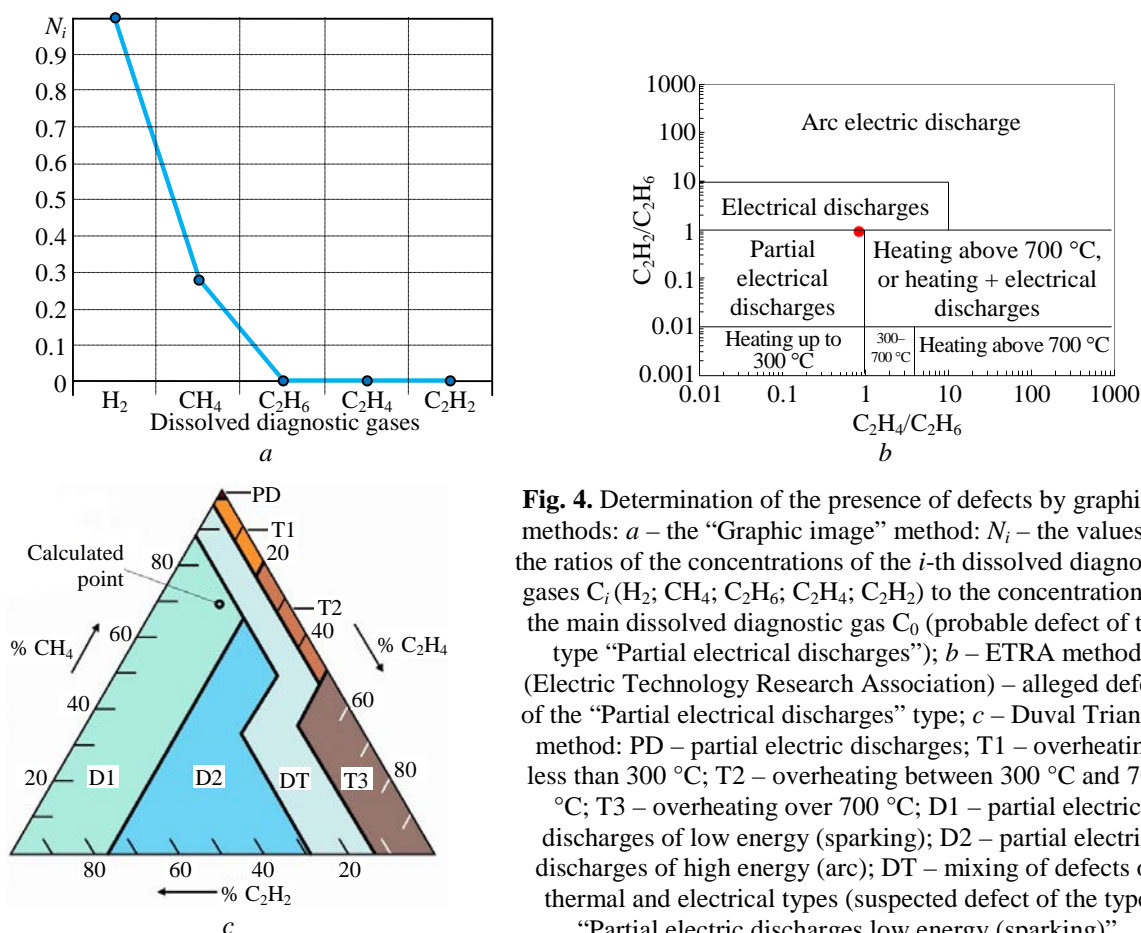 N_i
0.9
0.8
0.7
0.6
0.5
0.4
0.3
0.2
0.1
0
H₂ CH₄ C₂H₆ C₂H₄ C₂H₂
Dissolved diagnostic gases
a
C₂H₂/C₂H₆
1000
100
10
1
0.1
0.01
0.001
Arc electric discharge
Electrical discharges
Partial
electrical
discharges
Heating above 700 °C,
or heating + electrical
discharges
Heating up to
300 °C
300–
700 °C
Heating above 700 °C
0.01 0.1 1 10 100 1000
C₂H₄/C₂H₆
b
PD
T1
20
T2
40
% C₂H₄
60
80
Calculated
point
80
60
% CH₄
40
20
D1 D2 DT T3
80 60 40 20
% C₂H₂
c
Fig. 4. Determination of the presence of defects by graphi
methods: a – the “Graphic image” method: N_i – the values
the ratios of the concentrations of the i-th dissolved diagno
gases C_i (H₂; CH₄; C₂H₆; C₂H₄; C₂H₂) to the concentration
the main dissolved diagnostic gas C₀ (probable defect of t
type “Partial electrical discharges”); b – ETRA method
(Electric Technology Research Association) – alleged defe
of the “Partial electrical discharges” type; c – Duval Trian
method: PD – partial electric discharges; T1 – overheatin
less than 300 °C; T2 – overheating between 300 °C and 7
°C; T3 – overheating over 700 °C; D1 – partial electric
discharges of low energy (sparking); D2 – partial electri
discharges of high energy (arc); DT – mixing of defects o
thermal and electrical types (suspected defect of the type
“Partial electric discharges low energy (sparking)”